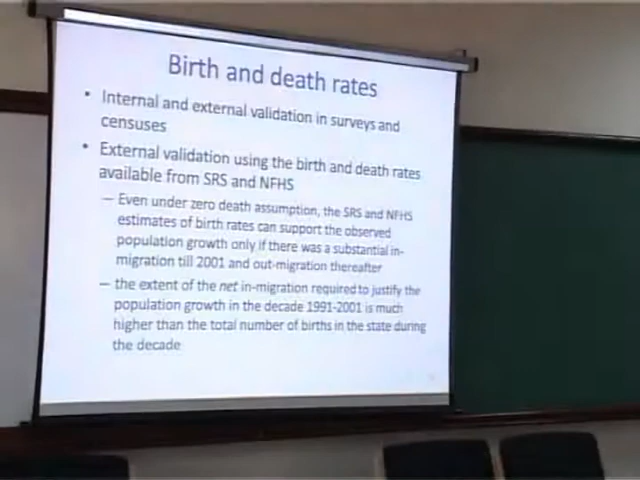 Birth and death rates
• Internal and external validation in surveys and
censuses
• External validation using the birth and death rates
available from SRS and NFHS
– Even under zero death assumption, the SRS and NFHS
estimates of birth rates can support the observed
population growth only if there was a substantial in-
migration till 2001 and out-migration thereafter
– the extent of the net in-migration required to justify the
population growth in the decade 1991-2001 is much
higher than the total number of births in the state during
the decade